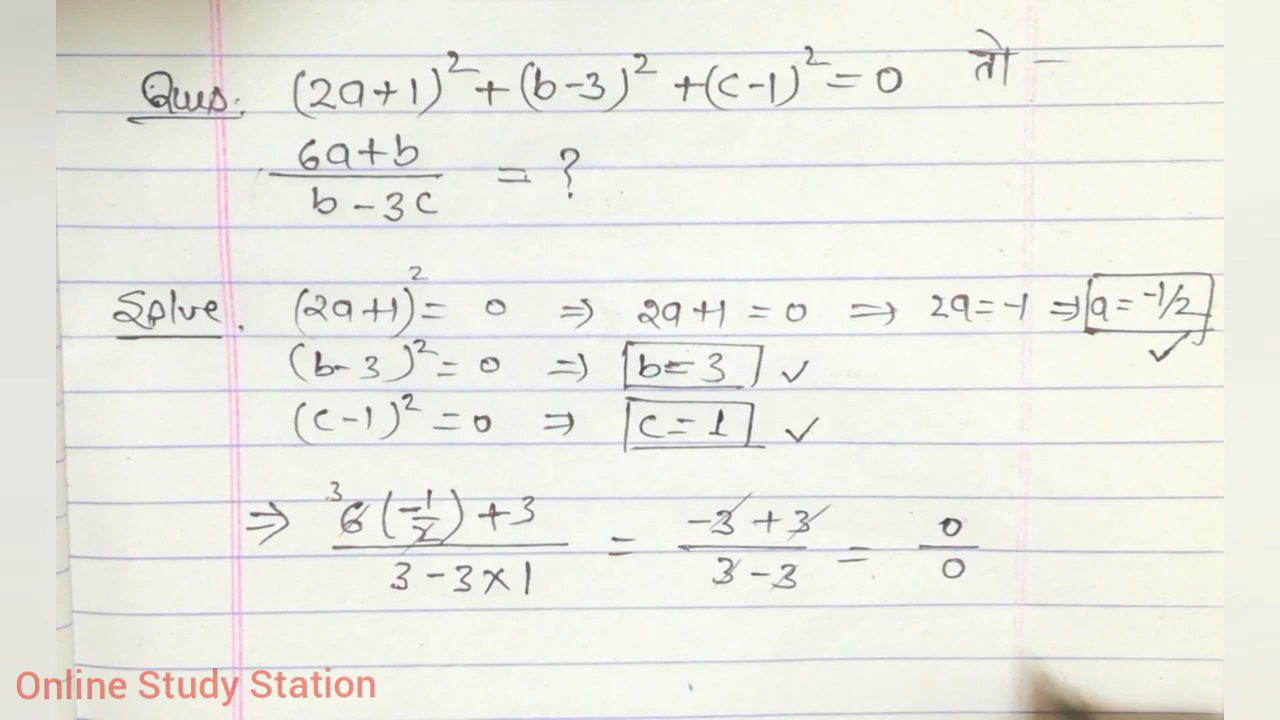 Ques. (2a+1)² + (b-3)² + (c-1)² = 0 तो —
6a+b / b-3c = ?
Solve. (2a+1)² = 0 ⇒ 2a+1 = 0 ⇒ 2a = -1 ⇒ a = -1/2 ✓
(b-3)² = 0 ⇒ b = 3 ✓
(c-1)² = 0 ⇒ c = 1 ✓
⇒ ³6(-1/2) + 3 / 3-3×1 = -3+3 / 3-3 = 0/0
Online Study Station